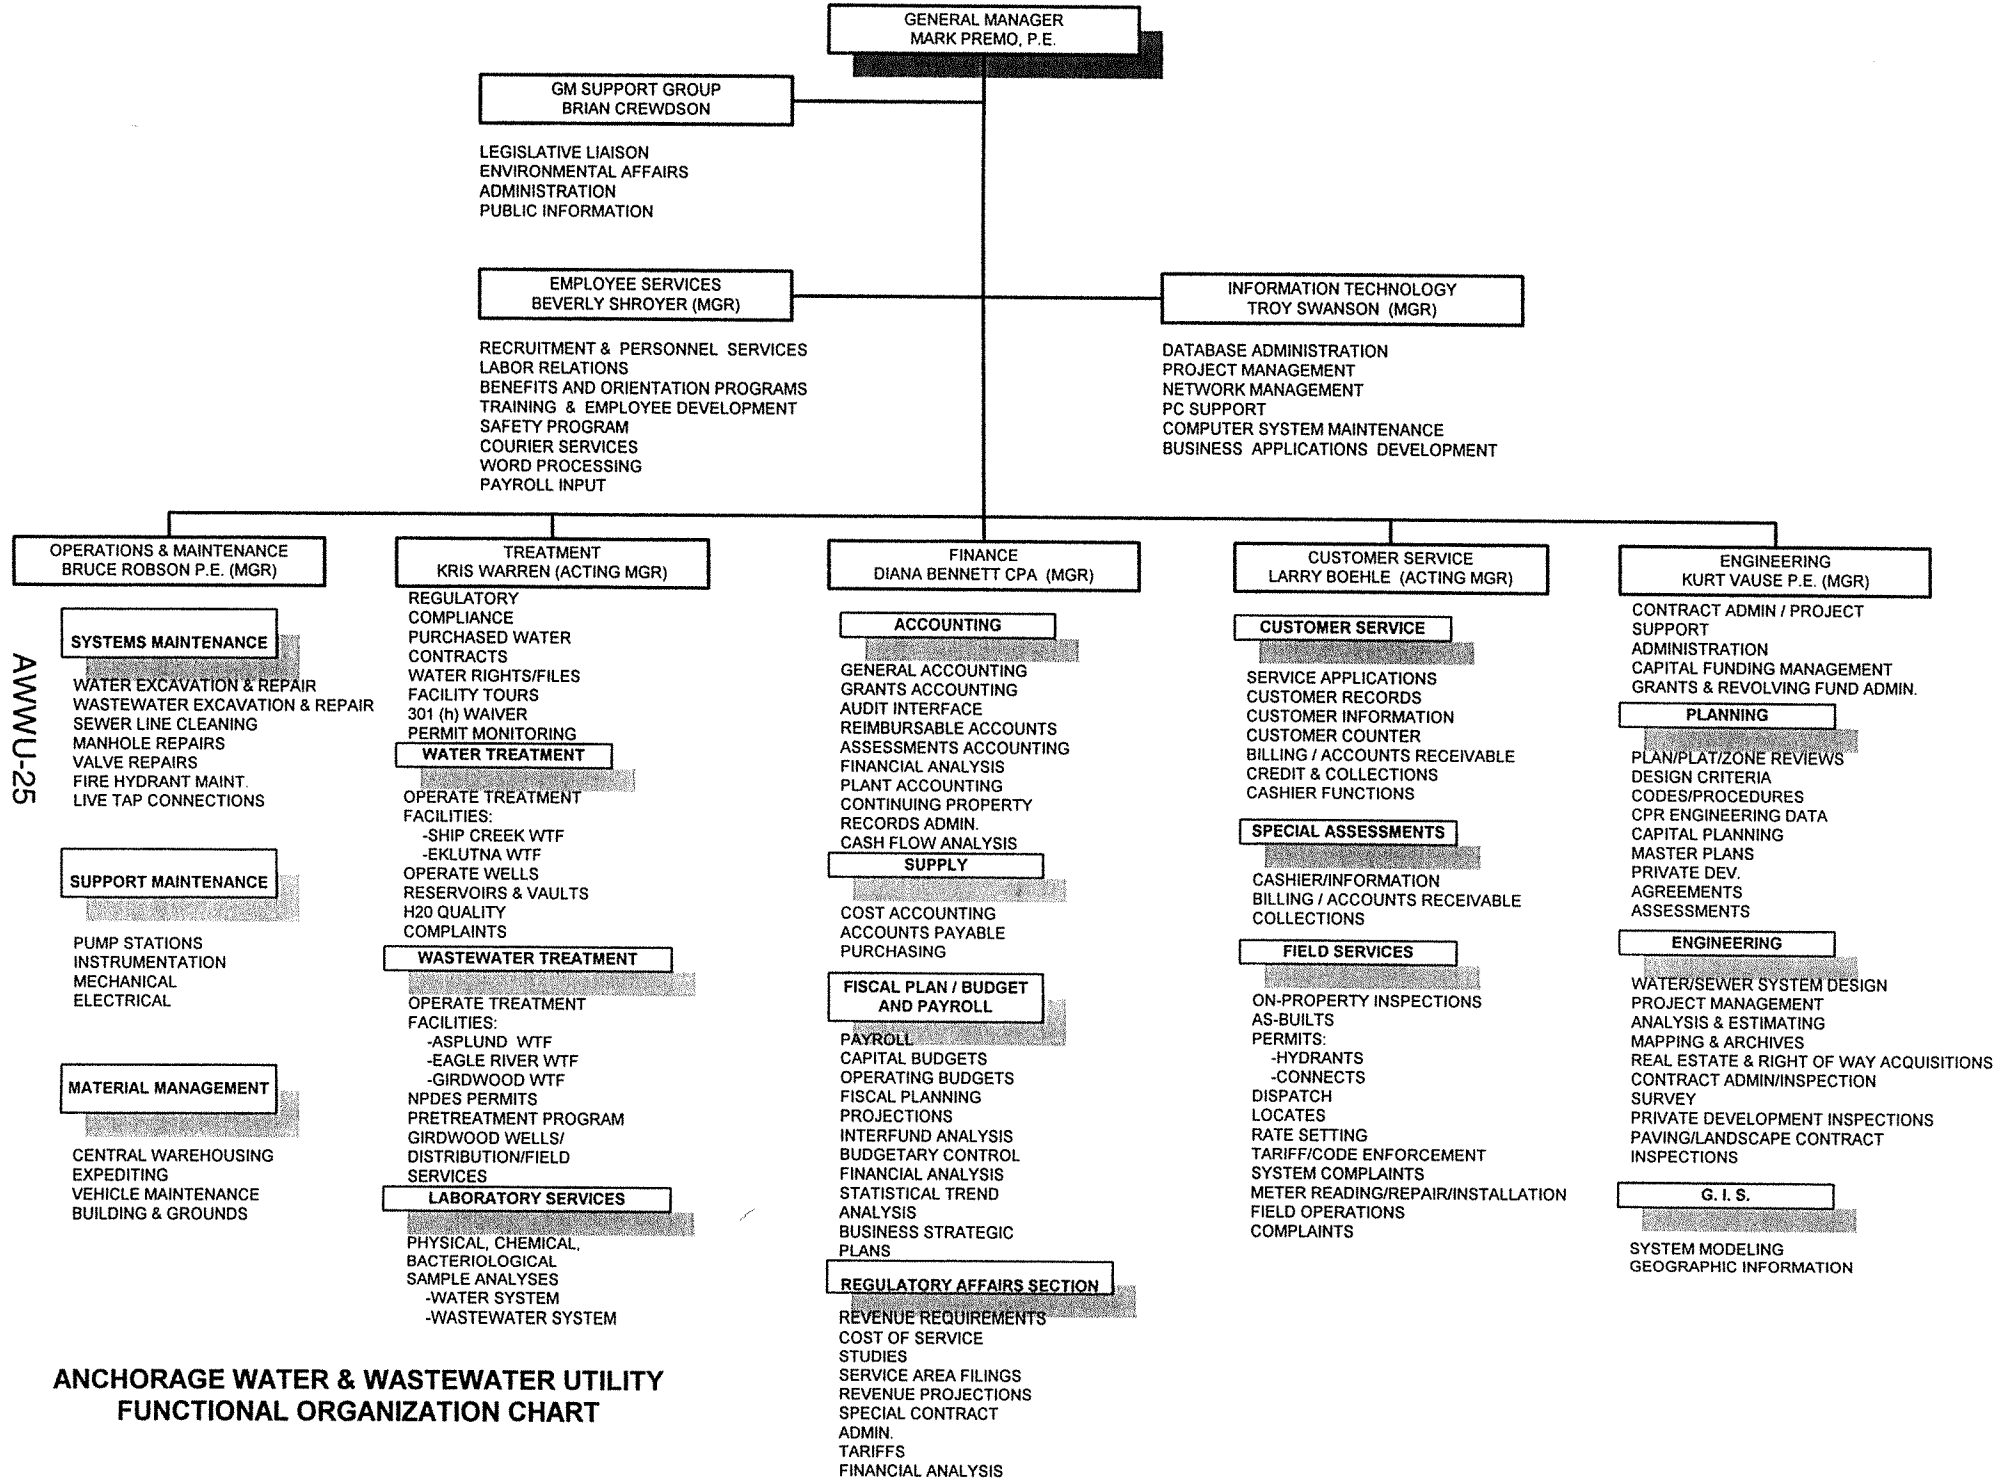 GENERAL MANAGER
MARK PREMO, P.E.
GM SUPPORT GROUP
BRIAN CREWDSON
LEGISLATIVE LIAISON
ENVIRONMENTAL AFFAIRS
ADMINISTRATION
PUBLIC INFORMATION
EMPLOYEE SERVICES
BEVERLY SHROYER (MGR)
RECRUITMENT & PERSONNEL SERVICES
LABOR RELATIONS
BENEFITS AND ORIENTATION PROGRAMS
TRAINING & EMPLOYEE DEVELOPMENT
SAFETY PROGRAM
COURIER SERVICES
WORD PROCESSING
PAYROLL INPUT
INFORMATION TECHNOLOGY
TROY SWANSON (MGR)
DATABASE ADMINISTRATION
PROJECT MANAGEMENT
NETWORK MANAGEMENT
PC SUPPORT
COMPUTER SYSTEM MAINTENANCE
BUSINESS APPLICATIONS DEVELOPMENT
OPERATIONS & MAINTENANCE
BRUCE ROBSON P.E. (MGR)
SYSTEMS MAINTENANCE
WATER EXCAVATION & REPAIR
WASTEWATER EXCAVATION & REPAIR
SEWER LINE CLEANING
MANHOLE REPAIRS
VALVE REPAIRS
FIRE HYDRANT MAINT.
LIVE TAP CONNECTIONS
SUPPORT MAINTENANCE
PUMP STATIONS
INSTRUMENTATION
MECHANICAL
ELECTRICAL
MATERIAL MANAGEMENT
CENTRAL WAREHOUSING
EXPEDITING
VEHICLE MAINTENANCE
BUILDING & GROUNDS
TREATMENT
KRIS WARREN (ACTING MGR)
REGULATORY
COMPLIANCE
PURCHASED WATER
CONTRACTS
WATER RIGHTS/FILES
FACILITY TOURS
301 (h) WAIVER
PERMIT MONITORING
WATER TREATMENT
OPERATE TREATMENT
FACILITIES:
-SHIP CREEK WTF
-EKLUTNA WTF
OPERATE WELLS
RESERVOIRS & VAULTS
H20 QUALITY
COMPLAINTS
WASTEWATER TREATMENT
OPERATE TREATMENT
FACILITIES:
-ASPLUND WTF
-EAGLE RIVER WTF
-GIRDWOOD WTF
NPDES PERMITS
PRETREATMENT PROGRAM
GIRDWOOD WELLS/
DISTRIBUTION/FIELD
SERVICES
LABORATORY SERVICES
PHYSICAL, CHEMICAL,
BACTERIOLOGICAL
SAMPLE ANALYSES
-WATER SYSTEM
-WASTEWATER SYSTEM
FINANCE
DIANA BENNETT CPA (MGR)
ACCOUNTING
GENERAL ACCOUNTING
GRANTS ACCOUNTING
AUDIT INTERFACE
REIMBURSABLE ACCOUNTS
ASSESSMENTS ACCOUNTING
FINANCIAL ANALYSIS
PLANT ACCOUNTING
CONTINUING PROPERTY
RECORDS ADMIN.
CASH FLOW ANALYSIS
SUPPLY
COST ACCOUNTING
ACCOUNTS PAYABLE
PURCHASING
FISCAL PLAN / BUDGET
AND PAYROLL
PAYROLL
CAPITAL BUDGETS
OPERATING BUDGETS
FISCAL PLANNING
PROJECTIONS
INTERFUND ANALYSIS
BUDGETARY CONTROL
FINANCIAL ANALYSIS
STATISTICAL TREND
ANALYSIS
BUSINESS STRATEGIC
PLANS
REGULATORY AFFAIRS SECTION
REVENUE REQUIREMENTS
COST OF SERVICE
STUDIES
SERVICE AREA FILINGS
REVENUE PROJECTIONS
SPECIAL CONTRACT
ADMIN.
TARIFFS
FINANCIAL ANALYSIS
CUSTOMER SERVICE
LARRY BOEHLE (ACTING MGR)
CUSTOMER SERVICE
SERVICE APPLICATIONS
CUSTOMER RECORDS
CUSTOMER INFORMATION
CUSTOMER COUNTER
BILLING / ACCOUNTS RECEIVABLE
CREDIT & COLLECTIONS
CASHIER FUNCTIONS
SPECIAL ASSESSMENTS
CASHIER/INFORMATION
BILLING / ACCOUNTS RECEIVABLE
COLLECTIONS
FIELD SERVICES
ON-PROPERTY INSPECTIONS
AS-BUILTS
PERMITS:
-HYDRANTS
-CONNECTS
DISPATCH
LOCATES
RATE SETTING
TARIFF/CODE ENFORCEMENT
SYSTEM COMPLAINTS
METER READING/REPAIR/INSTALLATION
FIELD OPERATIONS
COMPLAINTS
ENGINEERING
KURT VAUSE P.E. (MGR)
CONTRACT ADMIN / PROJECT
SUPPORT
ADMINISTRATION
CAPITAL FUNDING MANAGEMENT
GRANTS & REVOLVING FUND ADMIN.
PLANNING
PLAN/PLAT/ZONE REVIEWS
DESIGN CRITERIA
CODES/PROCEDURES
CPR ENGINEERING DATA
CAPITAL PLANNING
MASTER PLANS
PRIVATE DEV.
AGREEMENTS
ASSESSMENTS
ENGINEERING
WATER/SEWER SYSTEM DESIGN
PROJECT MANAGEMENT
ANALYSIS & ESTIMATING
MAPPING & ARCHIVES
REAL ESTATE & RIGHT OF WAY ACQUISITIONS
CONTRACT ADMIN/INSPECTION
SURVEY
PRIVATE DEVELOPMENT INSPECTIONS
PAVING/LANDSCAPE CONTRACT
INSPECTIONS
G. I. S.
SYSTEM MODELING
GEOGRAPHIC INFORMATION
AWWU-25
ANCHORAGE WATER & WASTEWATER UTILITY
FUNCTIONAL ORGANIZATION CHART